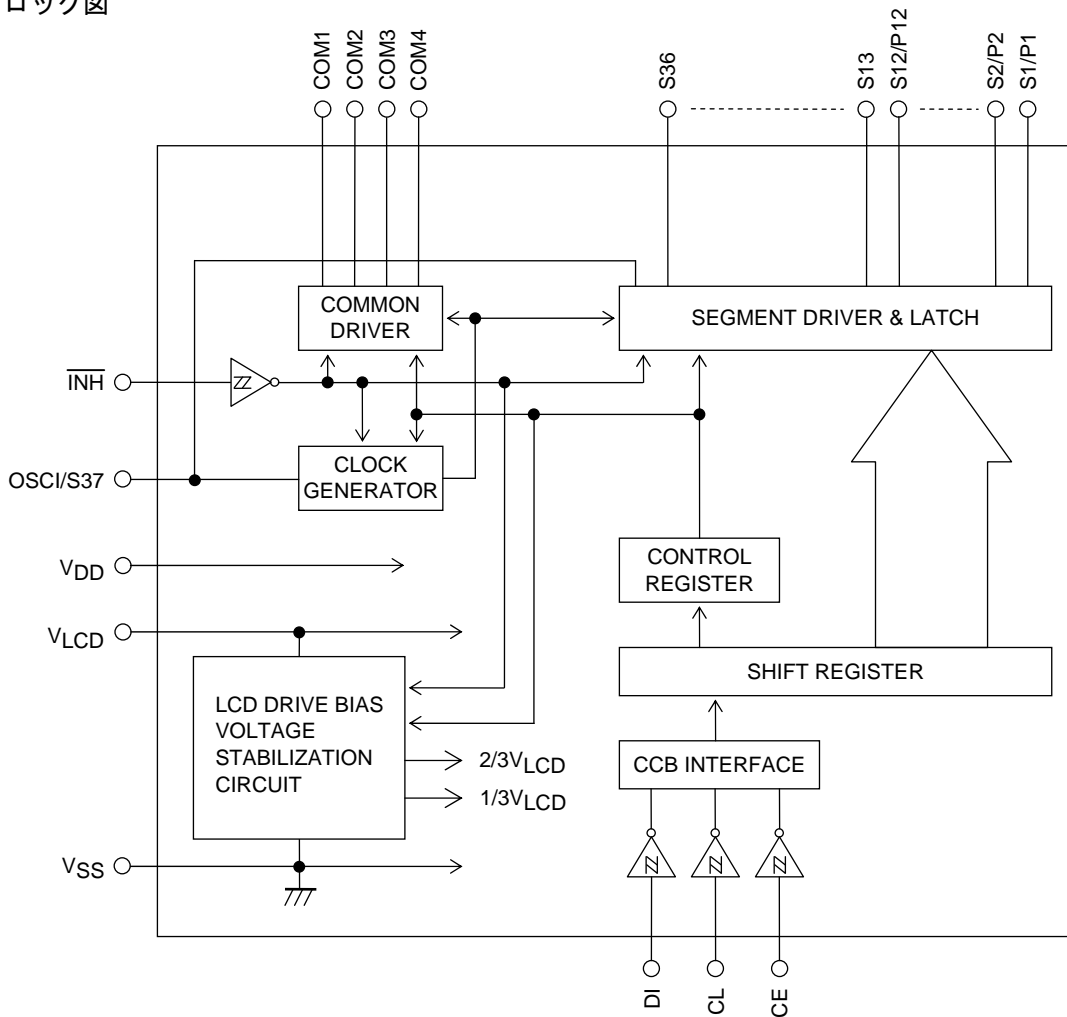 ロック図
COM1
COM2
COM3
COM4
S36
S13
S12/P12
S2/P2
S1/P1
COMMON
DRIVER
SEGMENT DRIVER & LATCH
INH
OSCI/S37
CLOCK
GENERATOR
VDD
CONTROL
REGISTER
VLCD
SHIFT REGISTER
LCD DRIVE BIAS
VOLTAGE
STABILIZATION
CIRCUIT
2/3VLCD
1/3VLCD
CCB INTERFACE
VSS
DI
CL
CE